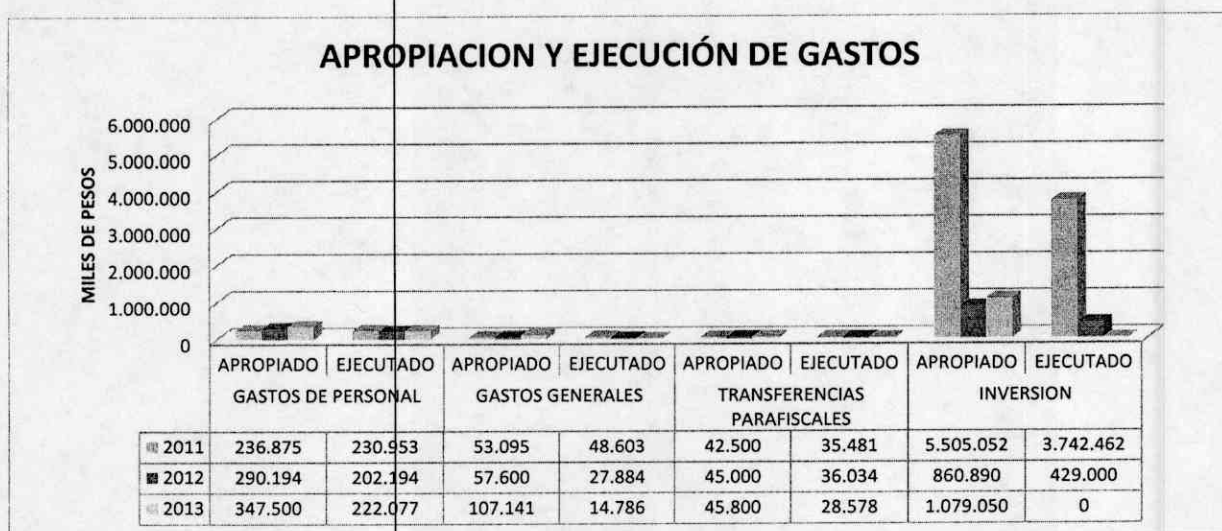 APROPIACION Y EJECUCIÓN DE GASTOS
MILES DE PESOS
6.000.000
5.000.000
4.000.000
3.000.000
2.000.000
1.000.000
0
APROPIADO EJECUTADO APROPIADO EJECUTADO APROPIADO EJECUTADO APROPIADO EJECUTADO
GASTOS DE PERSONAL GASTOS GENERALES TRANSFERENCIAS PARAFISCALES INVERSION
2011 236.875 230.953 53.095 48.603 42.500 35.481 5.505.052 3.742.462
2012 290.194 202.194 57.600 27.884 45.000 36.034 860.890 429.000
2013 347.500 222.077 107.141 14.786 45.800 28.578 1.079.050 0